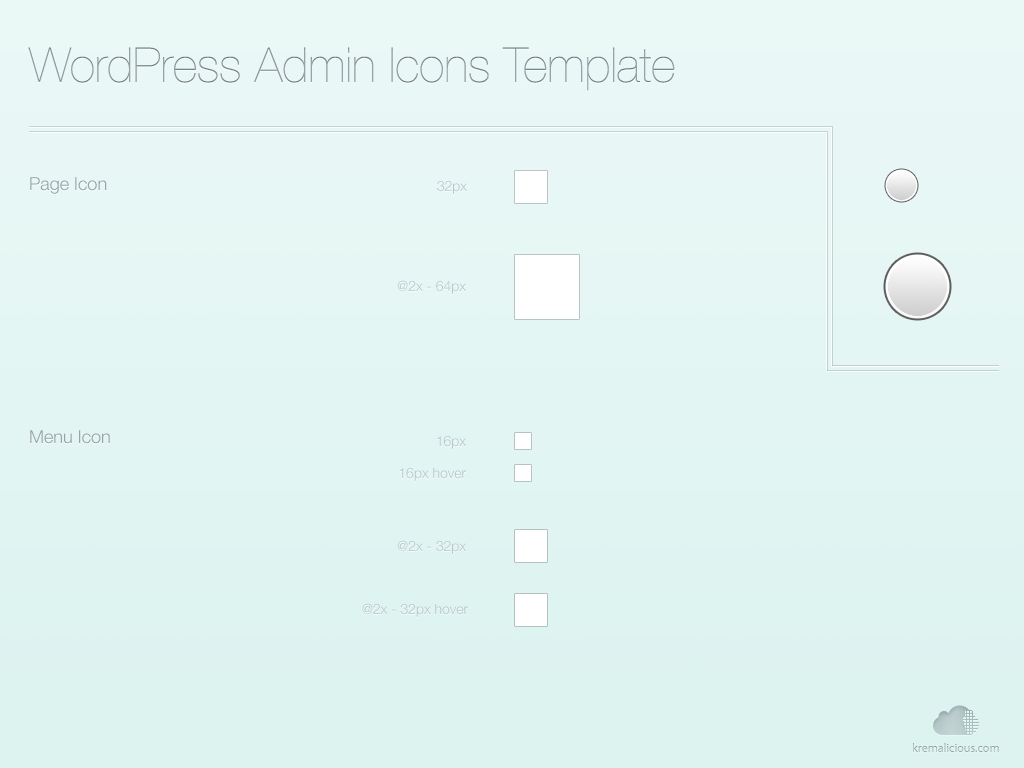 WordPress Admin Icons Template
Page Icon
32px
@2x - 64px
Menu Icon
16px
16px hover
@2x - 32px
@2x - 32px hover
kremalicious.com